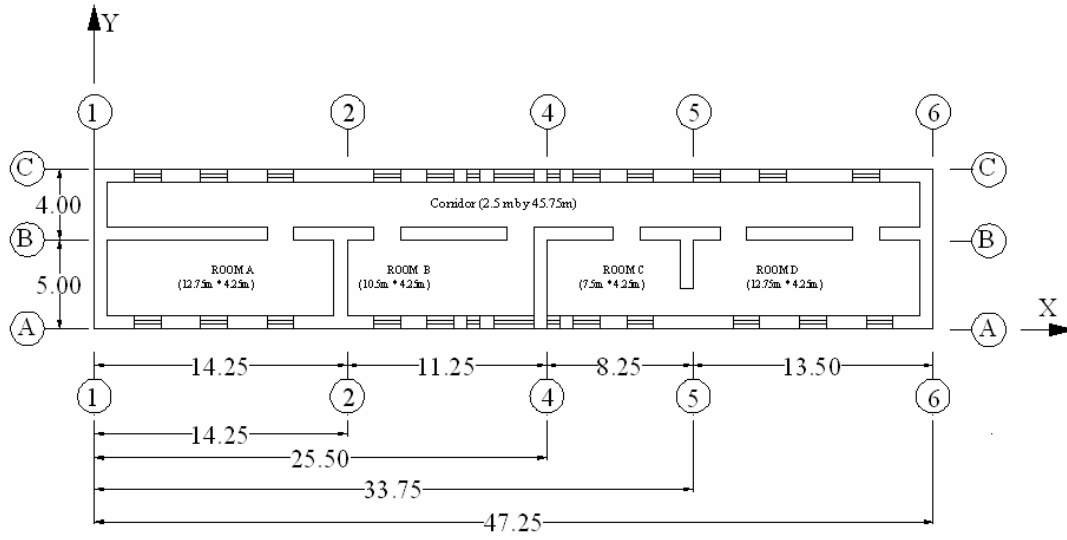 Y
1 2 4 5 6
C C
4.00
Corridor (2.5 m by 45.75m)
B B
ROOM A ROOM B ROOM C ROOM D
(12.75m * 4.25m) (10.5m * 4.25m) (7.5m * 4.25m) (12.75m * 4.25m)
5.00
X
A A
14.25 11.25 8.25 13.50
1 2 4 5 6
14.25
25.50
33.75
47.25